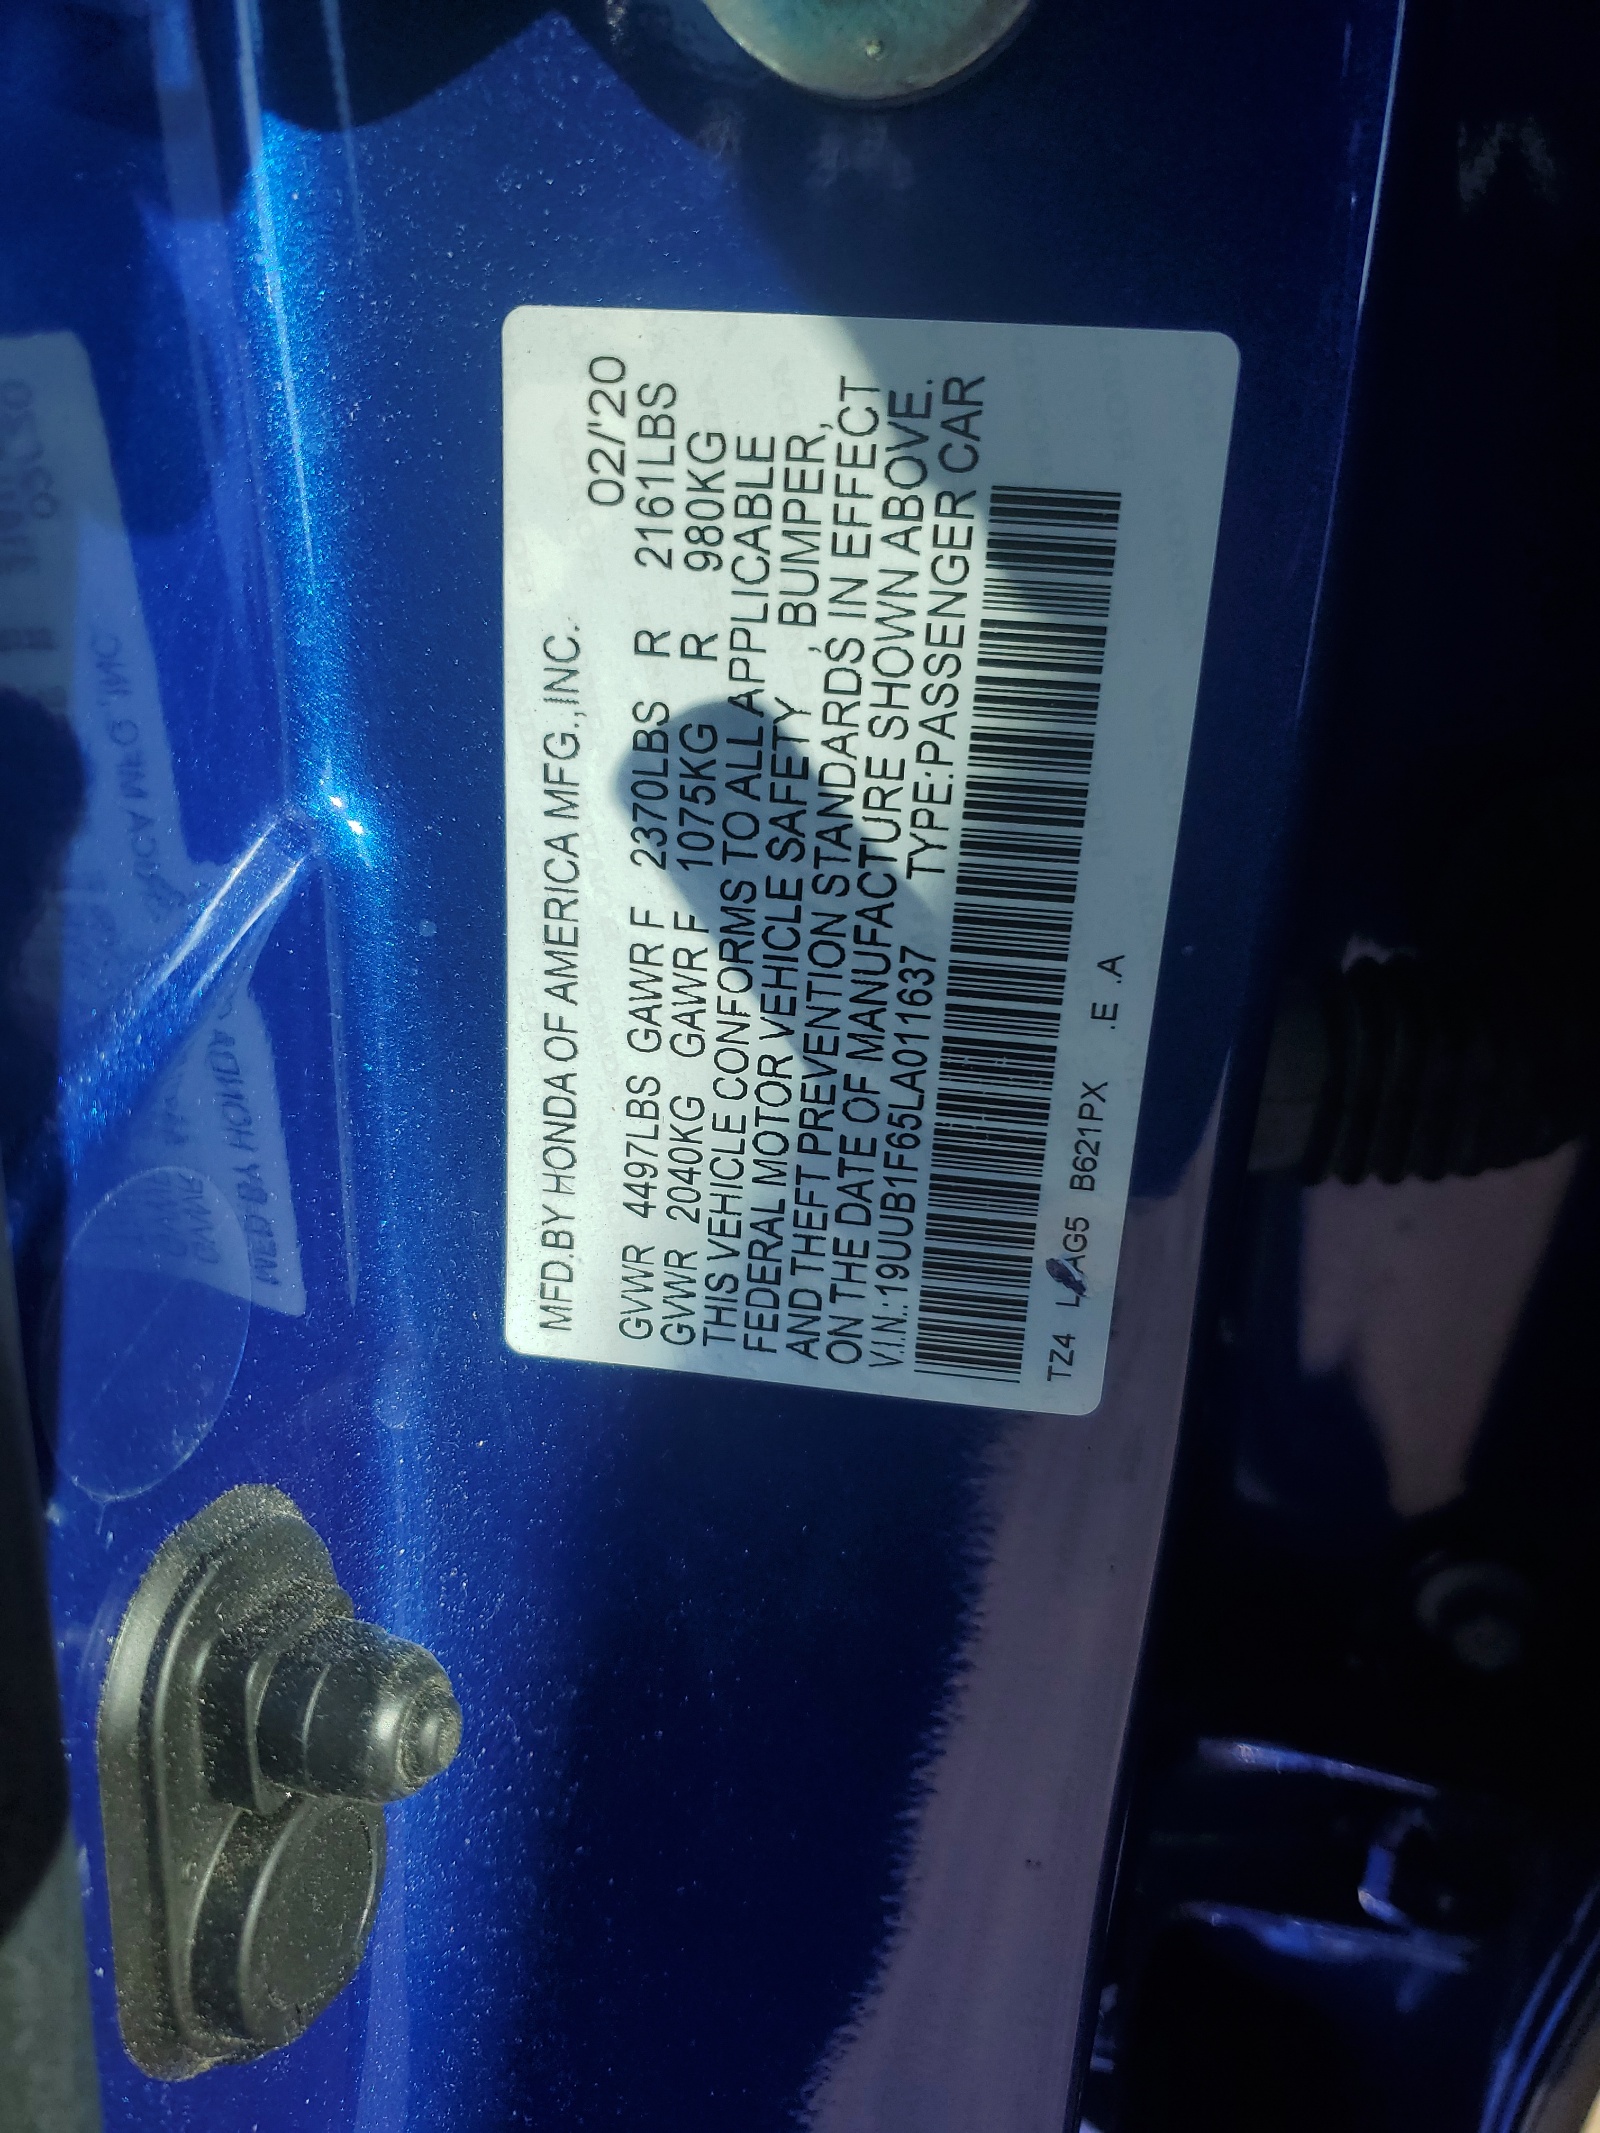 MFD.BY HONDA OF AMERICA MFG.,INC.
02/'20
GVWR 4497LBS GAWR F 2370LBS R 2161LBS
GVWR 2040KG GAWR F 1075KG R 980KG
THIS VEHICLE CONFORMS TO ALL APPLICABLE
FEDERAL MOTOR VEHICLE SAFETY , BUMPER,
AND THEFT PREVENTION STANDARDS IN EFFECT
ON THE DATE OF MANUFACTURE SHOWN ABOVE.
V.I.N.:19UUB1F65LA011637 TYPE:PASSENGER CAR
TZ4 AG5 B621PX .E .A